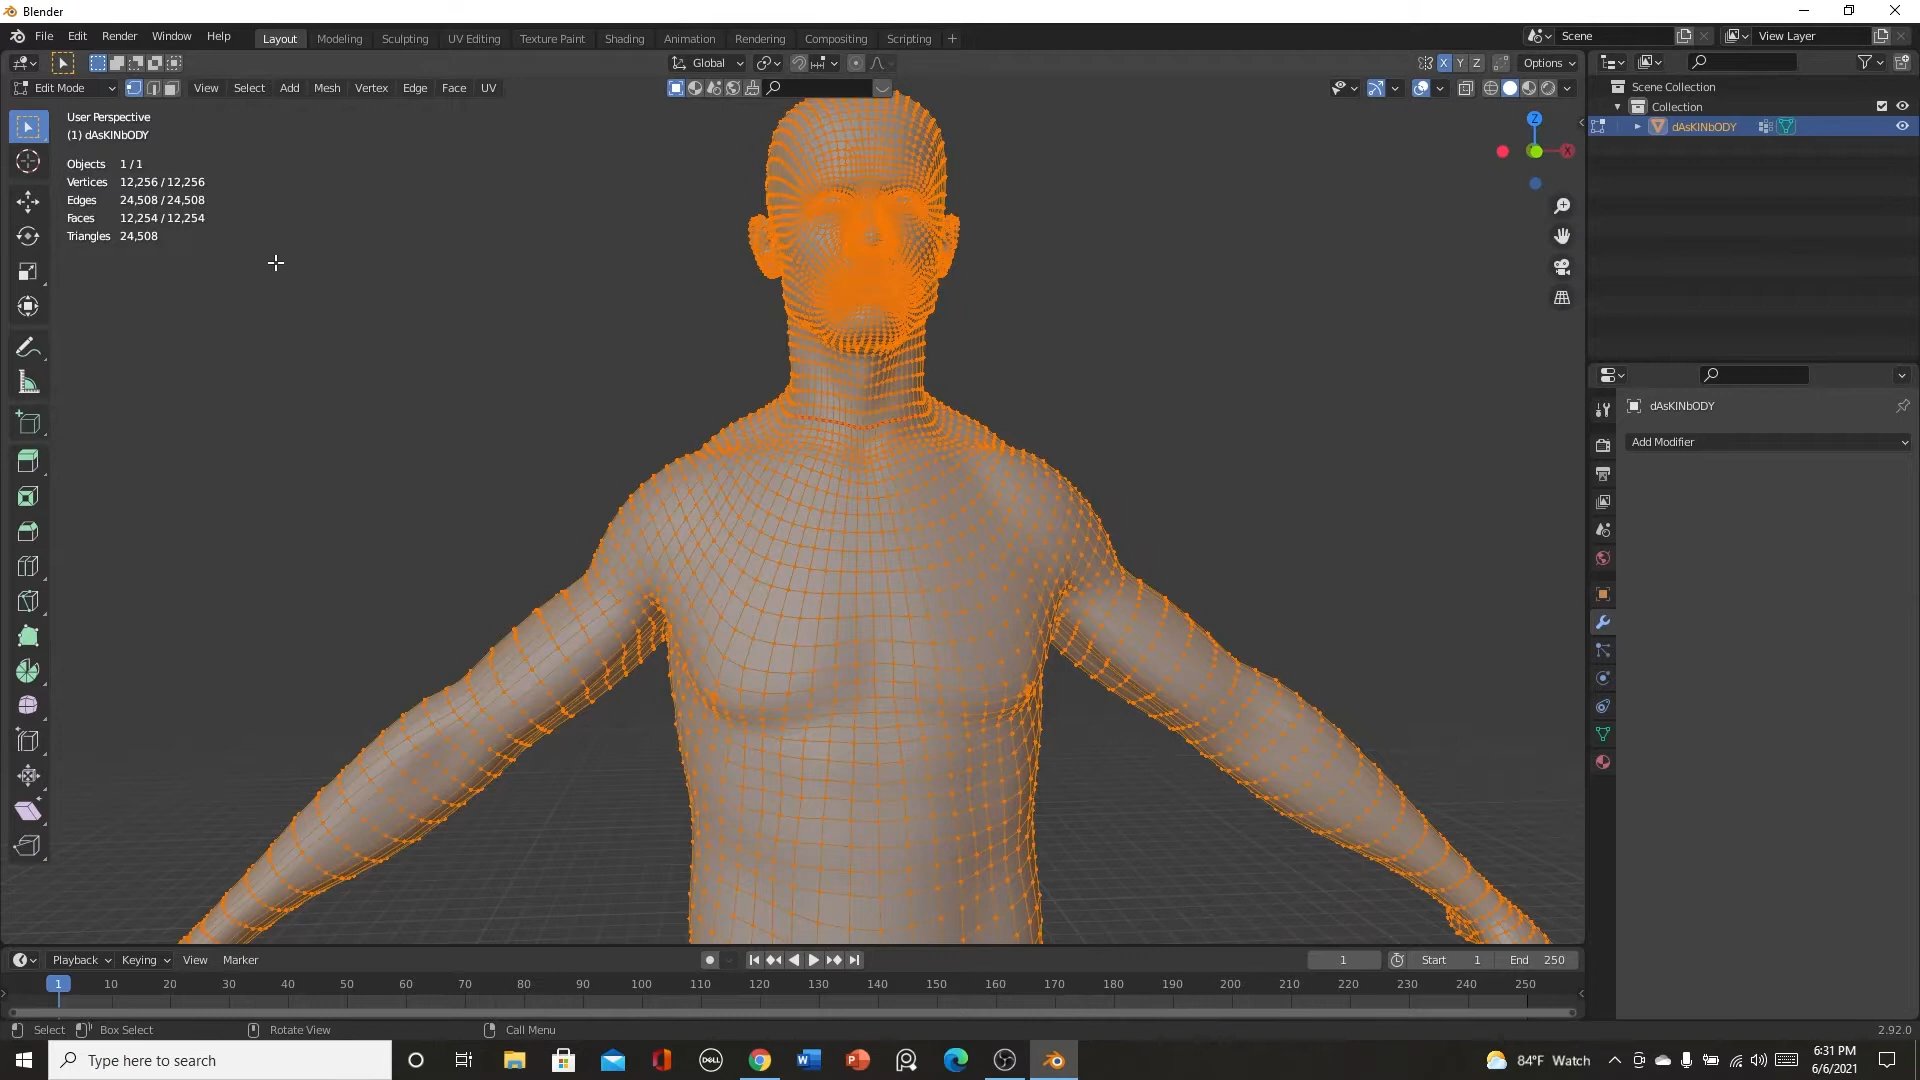 Blender
File Edit Render Window Help Layout Modeling Sculpting UV Editing Texture Paint Shading Animation Rendering Compositing Scripting + Scene View Layer
Global X Y Z Options
Edit Mode View Select Add Mesh Vertex Edge Face UV
Scene Collection
Collection
dAsKINbODY
User Perspective
(1) dAsKINbODY
Objects 1 / 1
Vertices 12,256 / 12,256
Edges 24,508 / 24,508
Faces 12,254 / 12,254
Triangles 24,508
Z
X
dAsKINbODY
Add Modifier
Playback Keying View Marker 1 Start 1 End 250
1 10 20 30 40 50 60 70 80 90 100 110 120 130 140 150 160 170 180 190 200 210 220 230 240 250
Select Box Select Rotate View Call Menu 2.92.0
Type here to search
DELL
84°F Watch
6:31 PM
6/6/2021